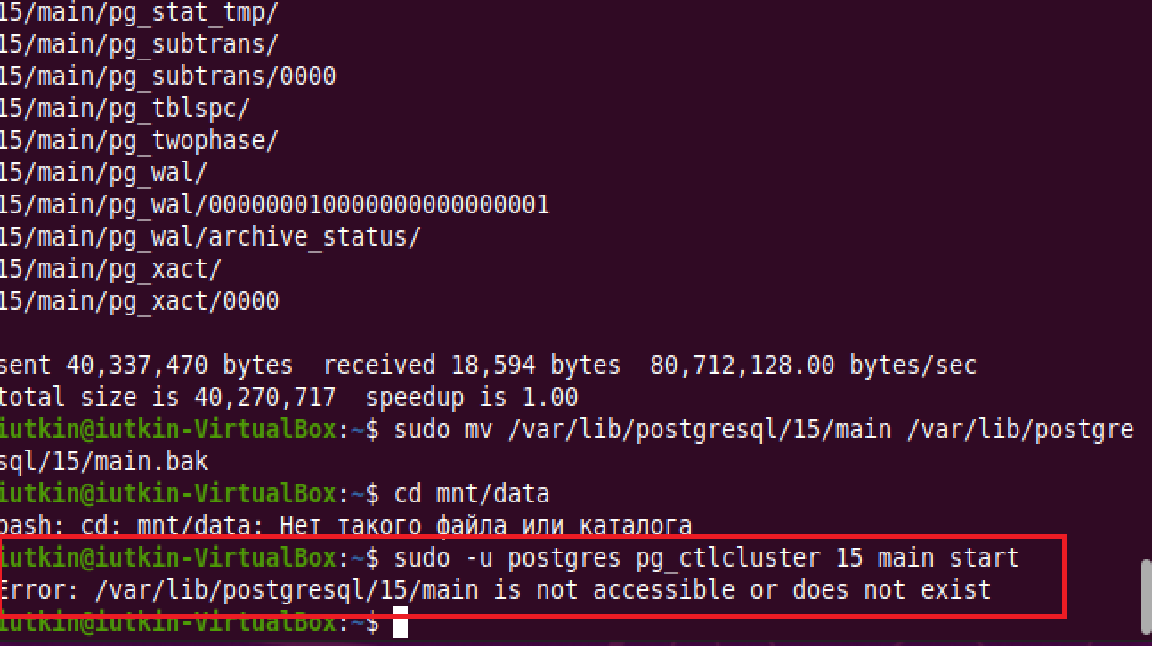 15/main/pg_stat_tmp/
15/main/pg_subtrans/
15/main/pg_subtrans/0000
15/main/pg_tblspc/
15/main/pg_twophase/
15/main/pg_wal/
15/main/pg_wal/000000010000000000000001
15/main/pg_wal/archive_status/
15/main/pg_xact/
15/main/pg_xact/0000
sent 40,337,470 bytes  received 18,594 bytes  80,712,128.00 bytes/sec
total size is 40,270,717  speedup is 1.00
iutkin@iutkin-VirtualBox:~$ sudo mv /var/lib/postgresql/15/main /var/lib/postgre
sql/15/main.bak
iutkin@iutkin-VirtualBox:~$ cd mnt/data
bash: cd: mnt/data: Нет такого файла или каталога
iutkin@iutkin-VirtualBox:~$ sudo -u postgres pg_ctlcluster 15 main start
Error: /var/lib/postgresql/15/main is not accessible or does not exist
iutkin@iutkin-VirtualBox:~$